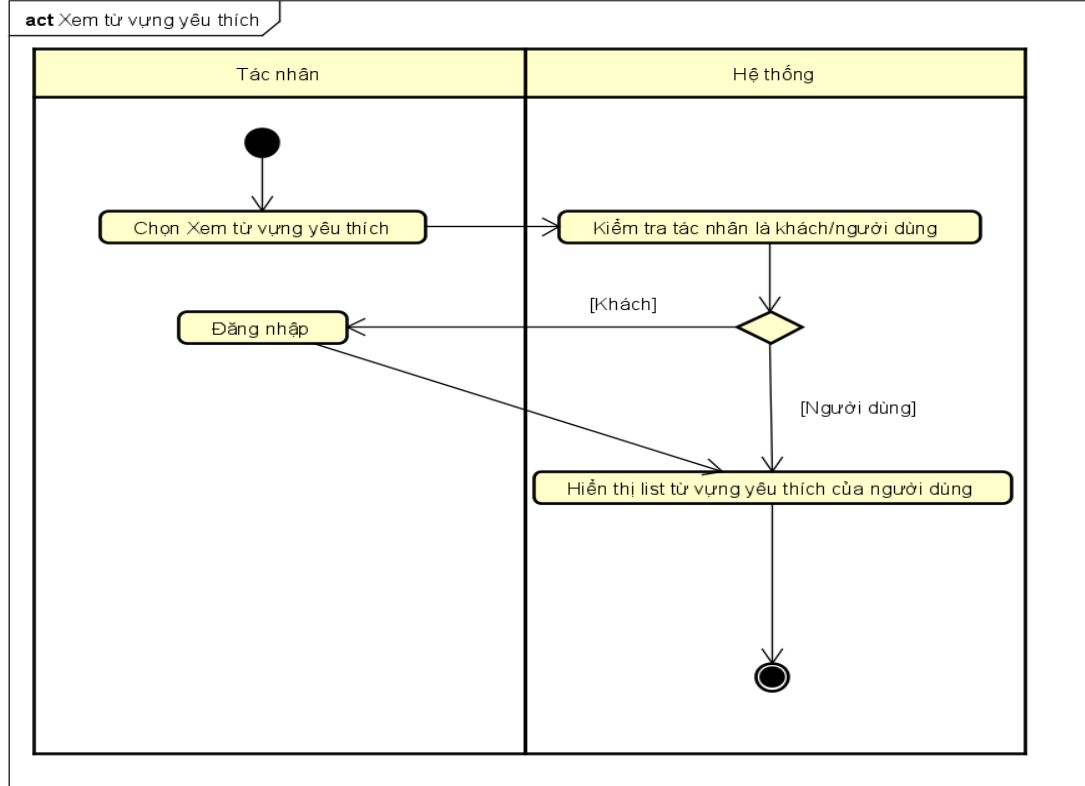 act Xem từ vựng yêu thích
Tác nhân
Hệ thống
Chọn Xem từ vựng yêu thích
Kiểm tra tác nhân là khách/người dùng
[Khách]
Đăng nhập
[Người dùng]
Hiển thị list từ vựng yêu thích của người dùng